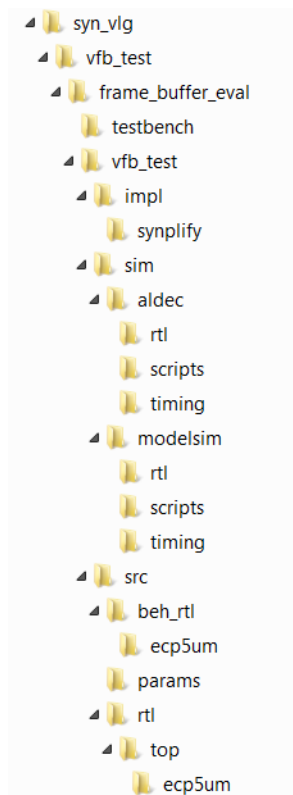 syn_vlg
vfb_test
frame_buffer_eval
testbench
vfb_test
impl
synplify
sim
aldec
rtl
scripts
timing
modelsim
rtl
scripts
timing
src
beh_rtl
ecp5um
params
rtl
top
ecp5um